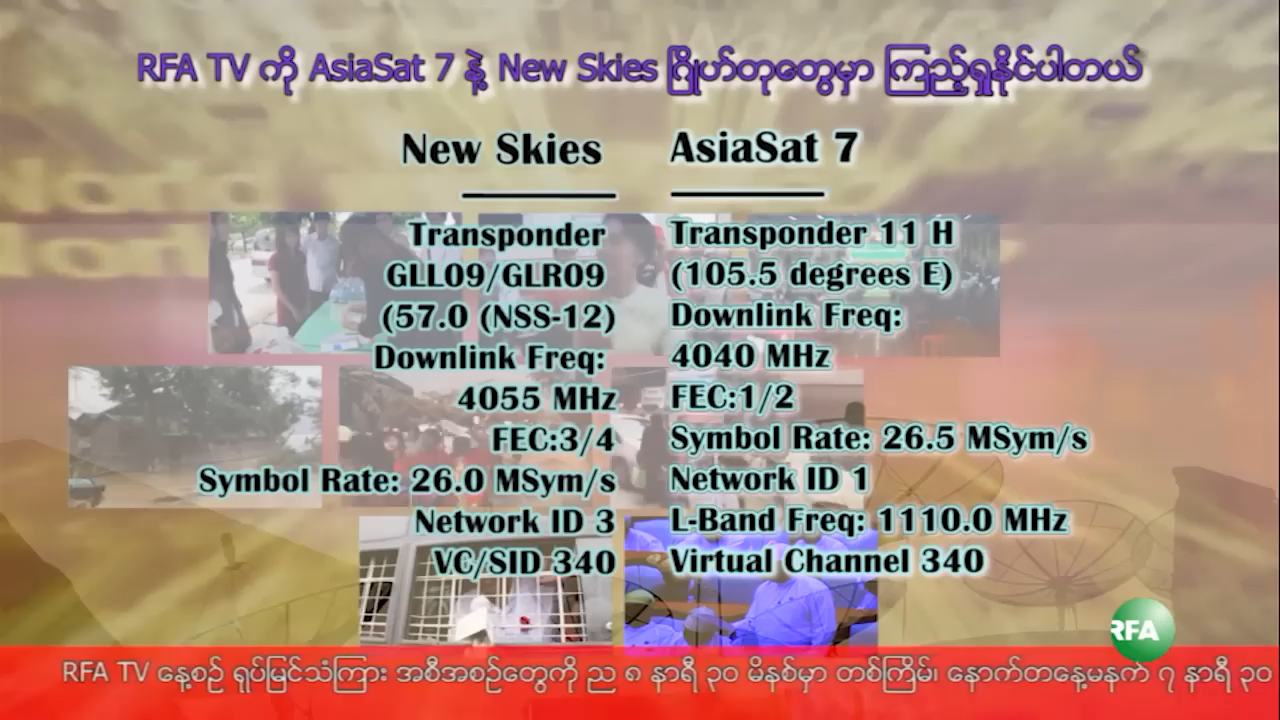 RFA TV ကို AsiaSat 7 နဲ့ New Skies ဂြိုဟ်တုတွေမှာ ကြည့်ရှုနိုင်ပါတယ်
New Skies
Transponder
GLL09/GLR09
(57.0 (NSS-12)
Downlink Freq:
4055 MHz
FEC:3/4
Symbol Rate: 26.0 MSym/s
Network ID 3
VC/SID 340
AsiaSat 7
Transponder 11 H
(105.5 degrees E)
Downlink Freq:
4040 MHz
FEC:1/2
Symbol Rate: 26.5 MSym/s
Network ID 1
L-Band Freq: 1110.0 MHz
Virtual Channel 340
RFA
RFA TV နေ့စဉ် ရုပ်မြင်သံကြား အစီအစဉ်တွေကို ည ၈ နာရီ ၃၀ မိနစ်မှာ တစ်ကြိမ်၊ နောက်တနေ့မနက် ၇ နာရီ ၃၀